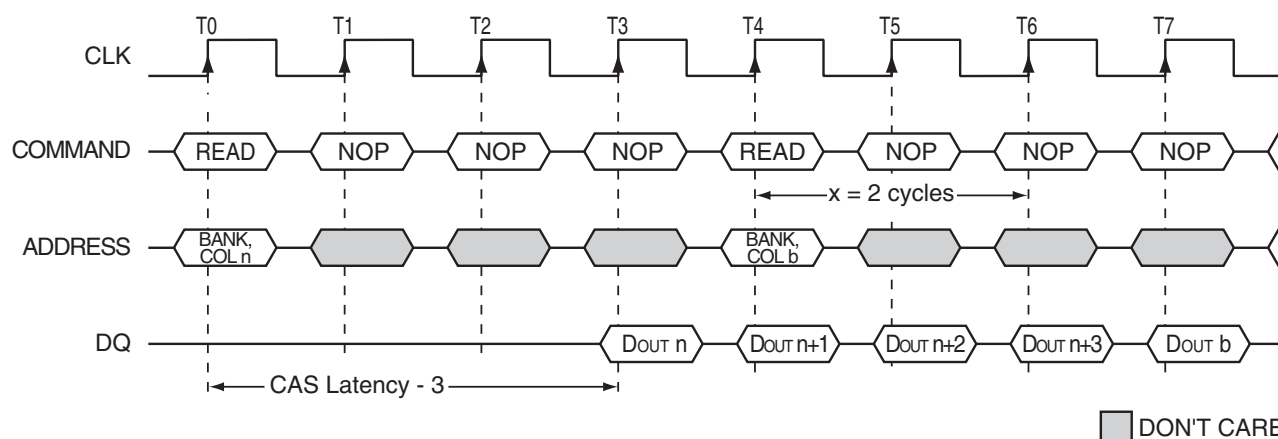 T0 T1 T2 T3 T4 T5 T6 T7
CLK
COMMAND READ NOP NOP NOP READ NOP NOP NOP
x = 2 cycles
ADDRESS BANK, COL n BANK, COL b
DQ DOUT n DOUT n+1 DOUT n+2 DOUT n+3 DOUT b
CAS Latency - 3
DON'T CARE